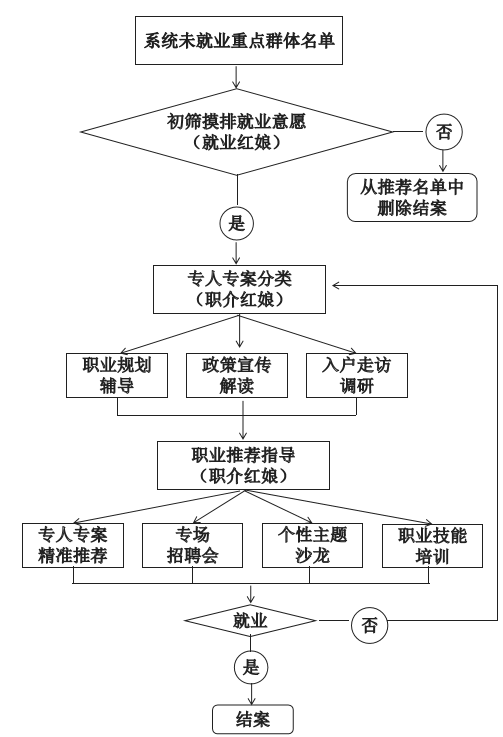 系统未就业重点群体名单
初筛摸排就业意愿
（就业红娘）
否
从推荐名单中
删除结案
是
专人专案分类
（职介红娘）
职业规划
辅导
政策宣传
解读
入户走访
调研
职业推荐指导
（职介红娘）
专人专案
精准推荐
专场
招聘会
个性主题
沙龙
职业技能
培训
就业
否
是
结案